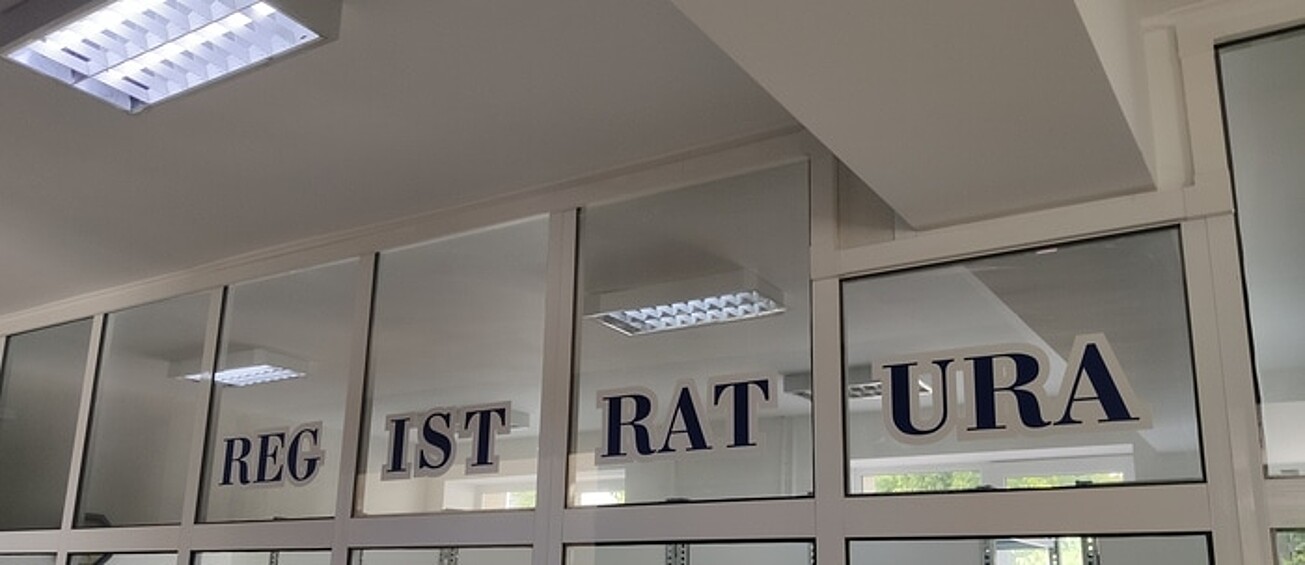 REG IST RAT URA